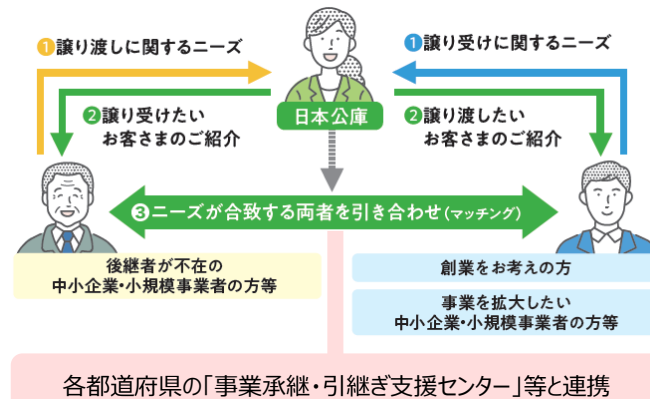 ❶譲り渡しに関するニーズ
❶譲り受けに関するニーズ
❷譲り受けたい
お客さまのご紹介
日本公庫
❷譲り渡したい
お客さまのご紹介
❸ニーズが合致する両者を引き合わせ(マッチング)
後継者が不在の
中小企業・小規模事業者の方等
創業をお考えの方
事業を拡大したい
中小企業・小規模事業者の方等
各都道府県の「事業承継・引継ぎ支援センター」等と連携